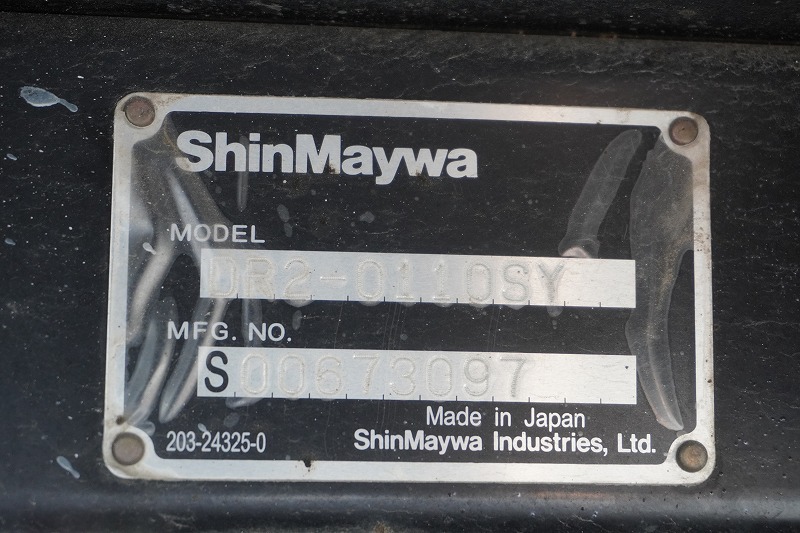 ShinMaywa
MODEL
DR2-0110SY
MFG. NO.
S00673097
Made in Japan
203-24325-0
ShinMaywa Industries, Ltd.